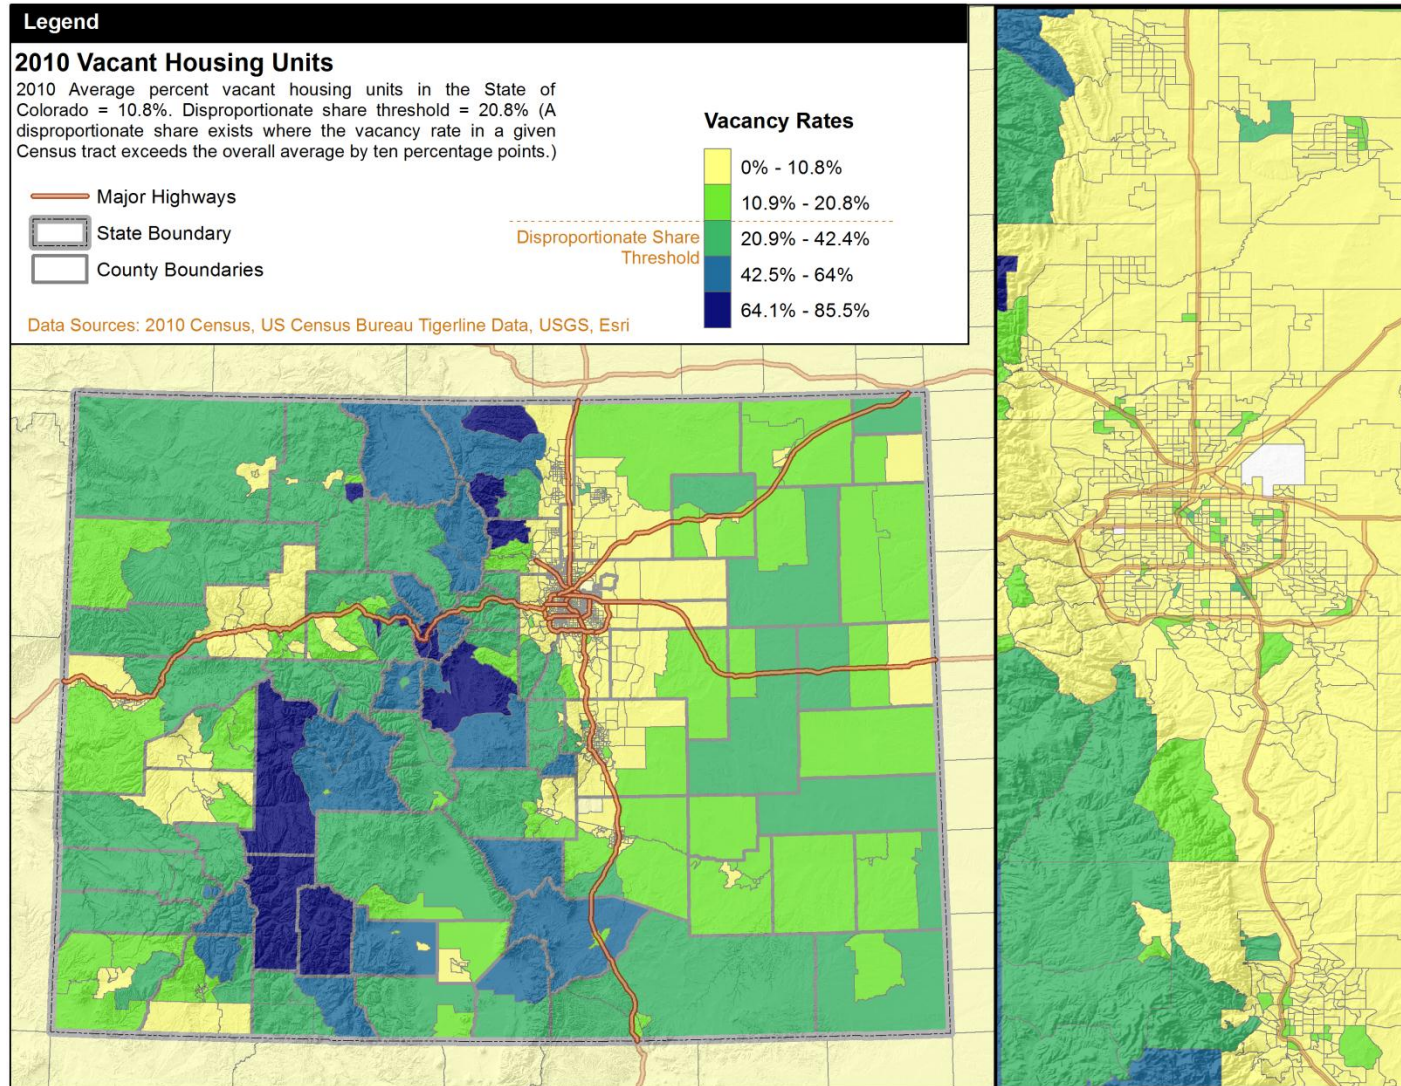 Legend
2010 Vacant Housing Units
2010 Average percent vacant housing units in the State of
Colorado = 10.8%. Disproportionate share threshold = 20.8% (A
disproportionate share exists where the vacancy rate in a given
Census tract exceeds the overall average by ten percentage points.)
Major Highways
State Boundary
County Boundaries
Data Sources: 2010 Census, US Census Bureau Tigerline Data, USGS, Esri
Vacancy Rates
0% - 10.8%
10.9% - 20.8%
Disproportionate Share
Threshold
20.9% - 42.4%
42.5% - 64%
64.1% - 85.5%